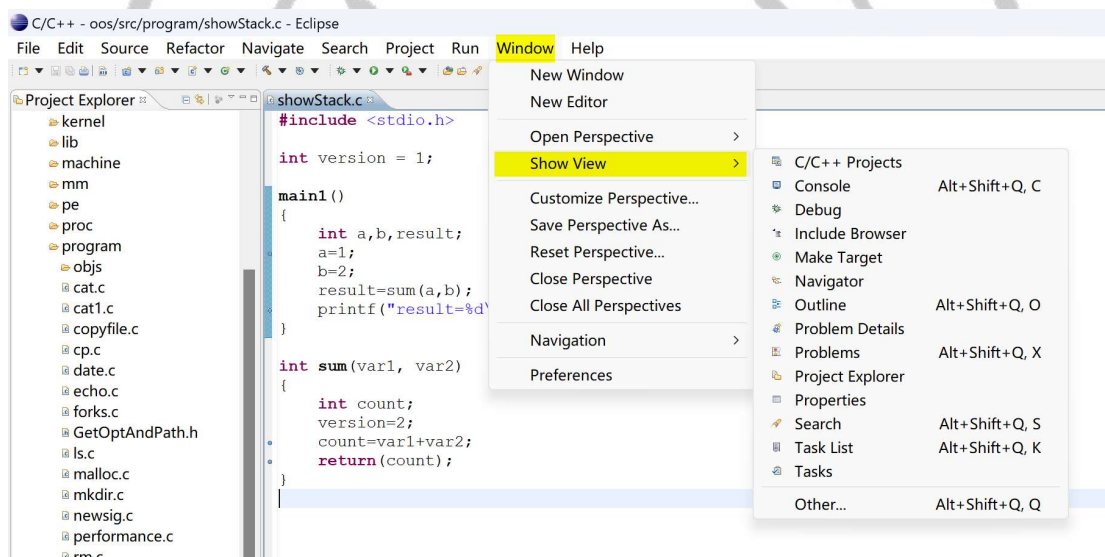 C/C++ - oos/src/program/showStack.c - Eclipse
File Edit Source Refactor Navigate Search Project Run Window Help
Project Explorer
kernel
lib
machine
mm
pe
proc
program
objs
cat.c
cat1.c
copyfile.c
cp.c
date.c
echo.c
forks.c
GetOptAndPath.h
ls.c
malloc.c
mkdir.c
newsig.c
performance.c
showStack.c
#include <stdio.h>
int version = 1;
main1()
{
int a,b,result;
a=1;
b=2;
result=sum(a,b);
printf("result=%d\
}
int sum(var1, var2)
{
int count;
version=2;
count=var1+var2;
return(count);
}
New Window
New Editor
Open Perspective >
Show View >
Customize Perspective...
Save Perspective As...
Reset Perspective...
Close Perspective
Close All Perspectives
Navigation >
Preferences
C/C++ Projects
Console Alt+Shift+Q, C
Debug
Include Browser
Make Target
Navigator
Outline Alt+Shift+Q, O
Problem Details
Problems Alt+Shift+Q, X
Project Explorer
Properties
Search Alt+Shift+Q, S
Task List Alt+Shift+Q, K
Tasks
Other... Alt+Shift+Q, Q